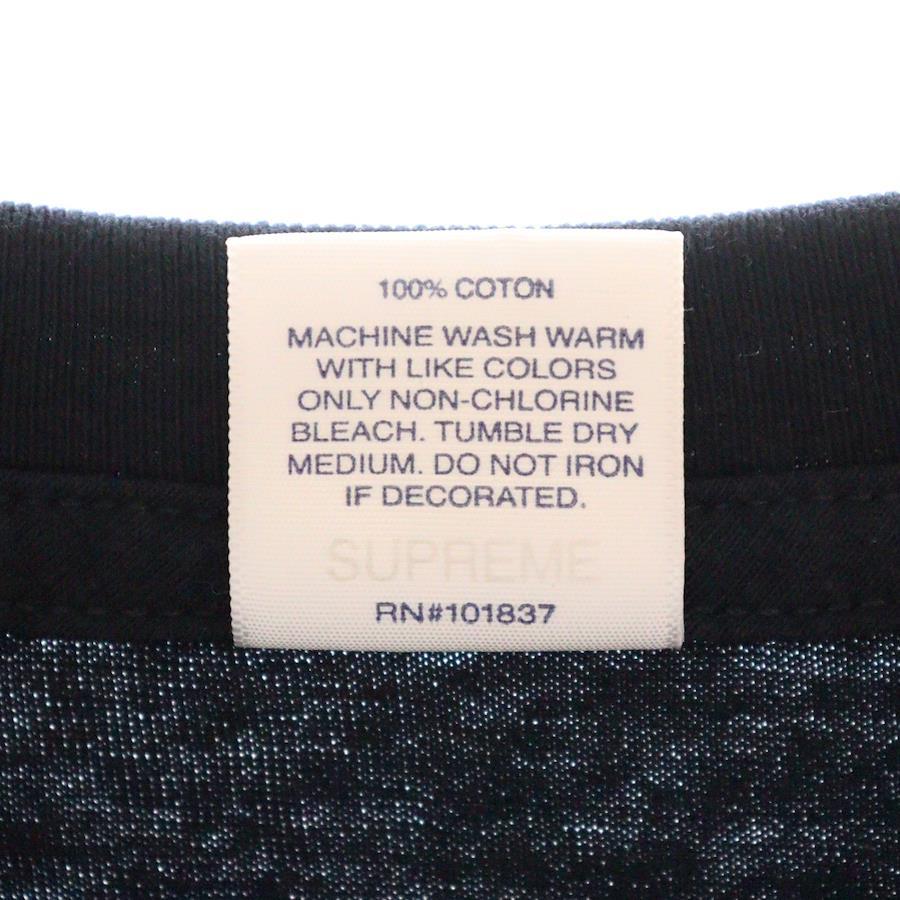 100% COTON
MACHINE WASH WARM
WITH LIKE COLORS
ONLY NON-CHLORINE
BLEACH. TUMBLE DRY
MEDIUM. DO NOT IRON
IF DECORATED.
SUPREME
RN#101837